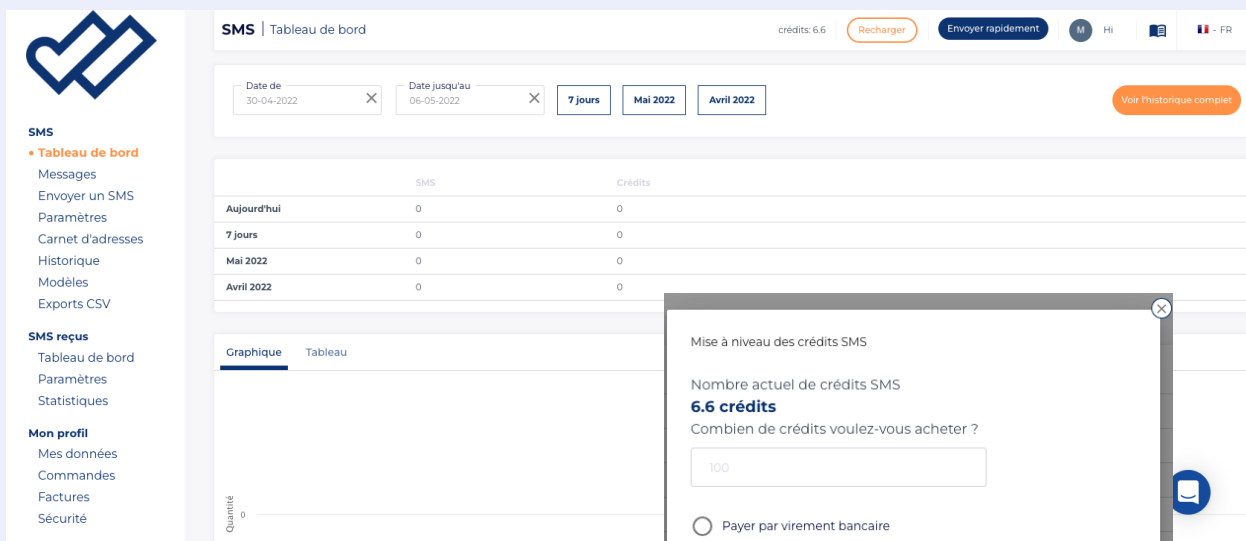 SMS | Tableau de bord
crédits: 6.6
Recharger
Envoyer rapidement
M
Hi
- FR
Date de
30-04-2022
Date jusqu'au
06-05-2022
7 jours
Mai 2022
Avril 2022
Voir l'historique complet
SMS
• Tableau de bord
Messages
Envoyer un SMS
Paramètres
Carnet d'adresses
Historique
Modèles
Exports CSV
SMS reçus
Tableau de bord
Paramètres
Statistiques
Mon profil
Mes données
Commandes
Factures
Sécurité
SMS Crédits
Aujourd'hui 0 0
7 jours 0 0
Mai 2022 0 0
Avril 2022 0 0
Graphique Tableau
Quantité
0
Mise à niveau des crédits SMS
Nombre actuel de crédits SMS
6.6 crédits
Combien de crédits voulez-vous acheter ?
100
Payer par virement bancaire